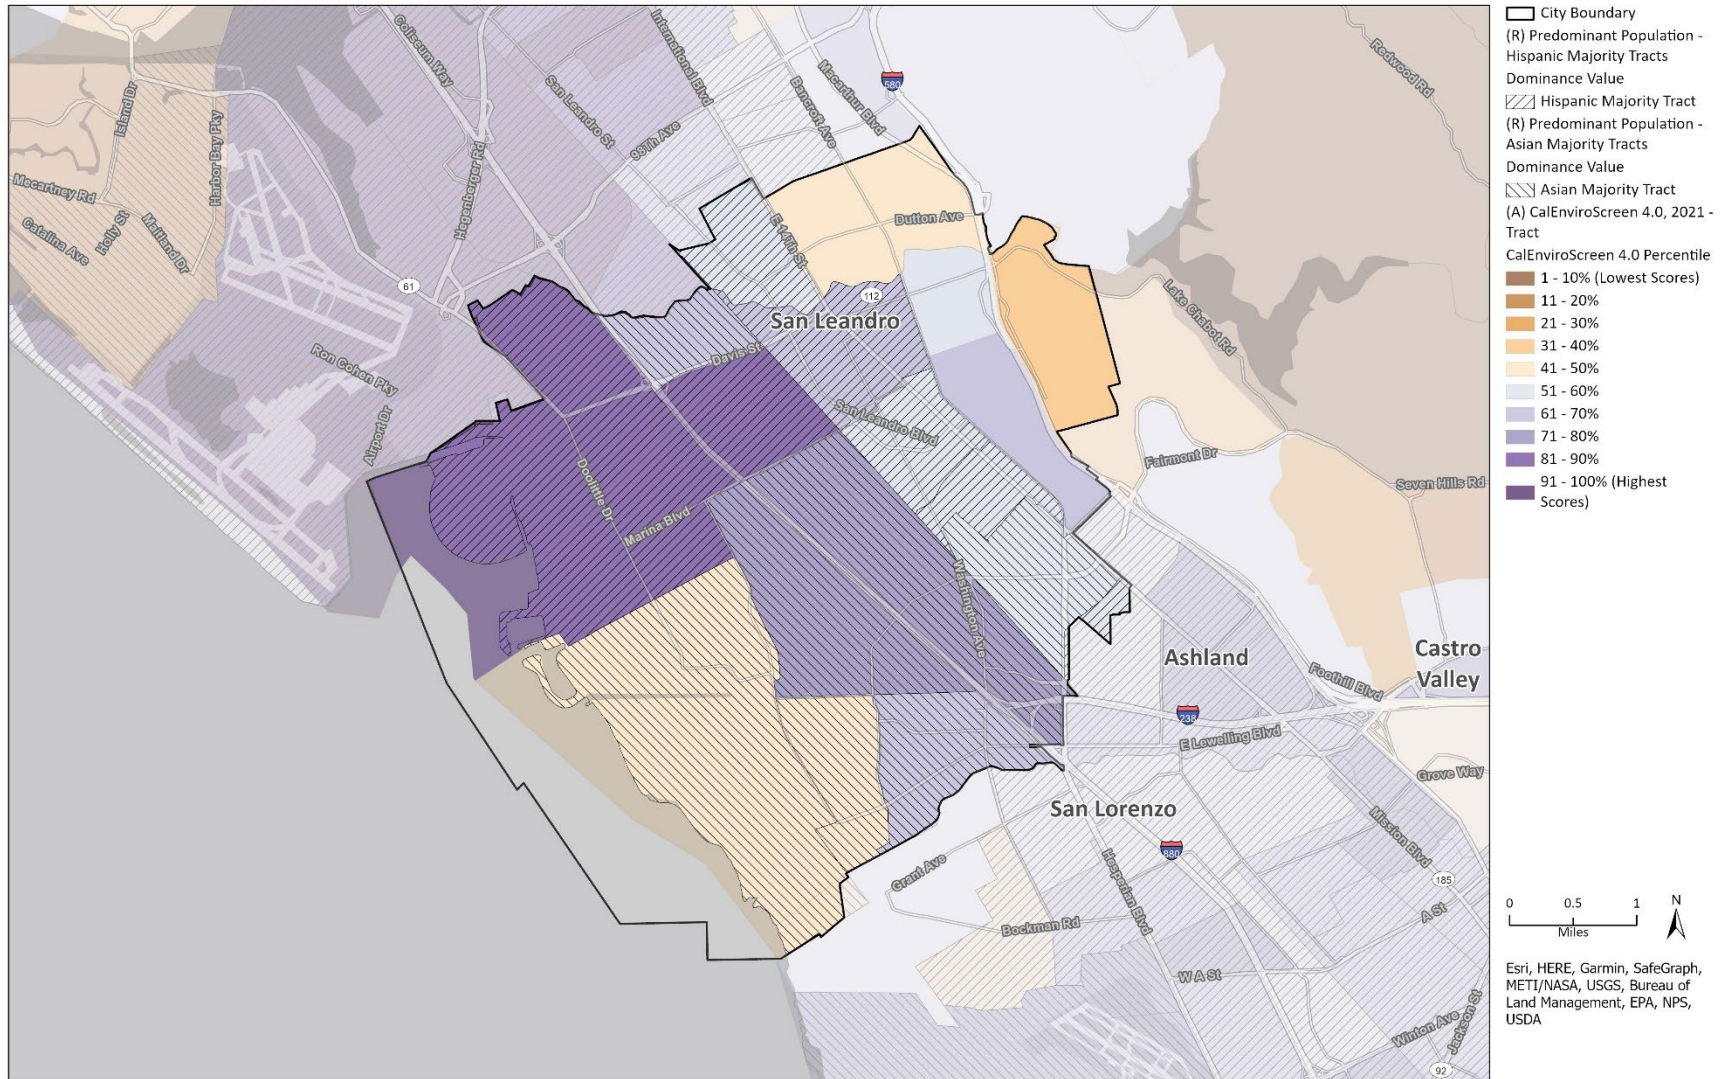 Coliseum Way
International Blvd
Island Dr
Harbor Bay Pky
Mecartney Rd
Holly St
Maitland Dr
Catalina Ave
Hegenberger Rd
San Leandro St
98Th Ave
Bancroft Ave
Macarthur Blvd
580
Redwood Rd
61
E 14Th St
Dutton Ave
112
San Leandro
Lake Chabot Rd
Ron Cohen Pky
Airport Dr
Davis St
San Leandro Blvd
Doolittle Dr
Marina Blvd
Fairmont Dr
Seven Hills Rd
Washington Ave
Ashland
Castro
Valley
Foothill Blvd
238
E Lewelling Blvd
Grove Way
San Lorenzo
Mission Blvd
880
Grant Ave
Hesperian Blvd
185
A St
Bockman Rd
W A St
Winton Ave
Jackson St
92
City Boundary
(R) Predominant Population -
Hispanic Majority Tracts
Dominance Value
Hispanic Majority Tract
(R) Predominant Population -
Asian Majority Tracts
Dominance Value
Asian Majority Tract
(A) CalEnviroScreen 4.0, 2021 -
Tract
CalEnviroScreen 4.0 Percentile
1 - 10% (Lowest Scores)
11 - 20%
21 - 30%
31 - 40%
41 - 50%
51 - 60%
61 - 70%
71 - 80%
81 - 90%
91 - 100% (Highest
Scores)
0 0.5 1
Miles
N
Esri, HERE, Garmin, SafeGraph,
METI/NASA, USGS, Bureau of
Land Management, EPA, NPS,
USDA